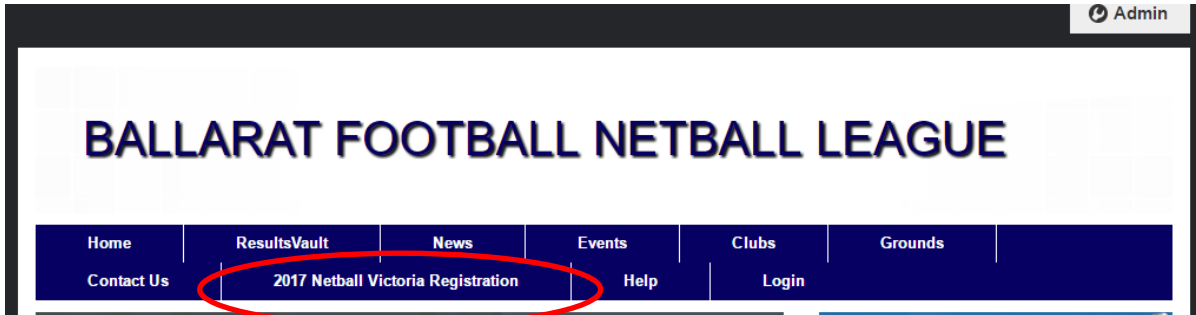 Admin
BALLARAT FOOTBALL NETBALL LEAGUE
Home ResultsVault News Events Clubs Grounds
Contact Us 2017 Netball Victoria Registration Help Login